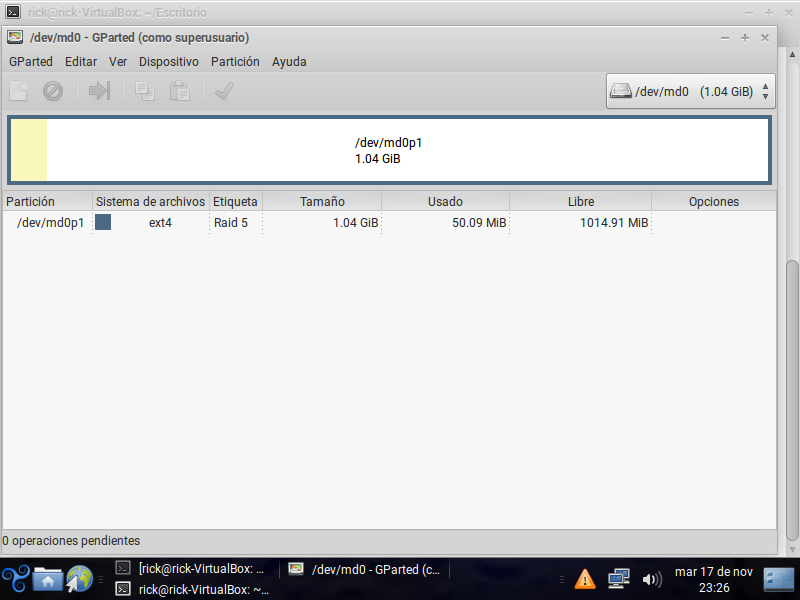 rick@rick-VirtualBox: ~/Escritorio
/dev/md0 - GParted (como superusuario)
GParted Editar Ver Dispositivo Partición Ayuda
/dev/md0 (1.04 GiB)
/dev/md0p1
1.04 GiB
Partición Sistema de archivos Etiqueta Tamaño Usado Libre Opciones
/dev/md0p1 ext4 Raid 5 1.04 GiB 50.09 MiB 1014.91 MiB
0 operaciones pendientes
[rick@rick-VirtualBox: ...
rick@rick-VirtualBox: ~...
/dev/md0 - GParted (c...
mar 17 de nov
23:26